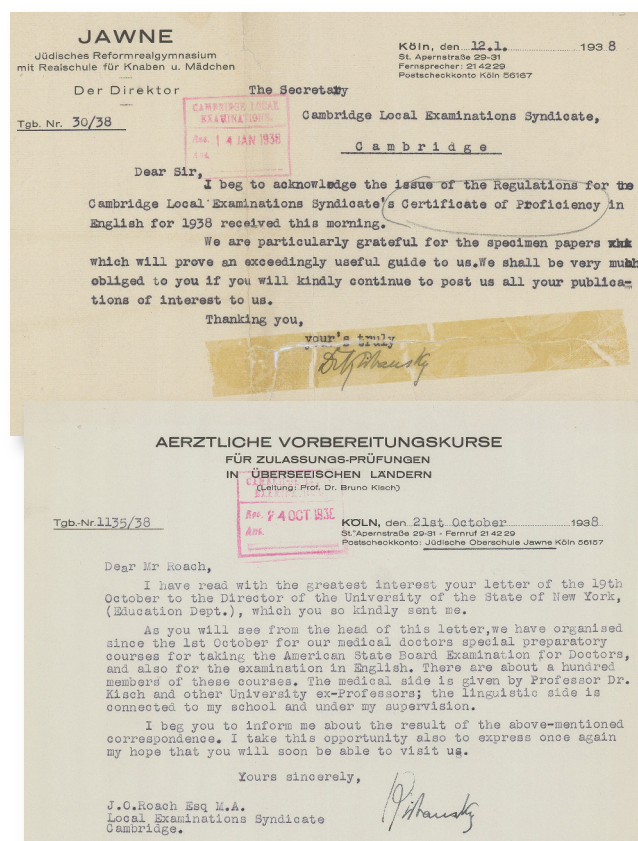 JAWNE
Jüdisches Reformrealgymnasium
mit Realschule für Knaben u. Mädchen
Der Direktor
Tgb. Nr. 30/38
Köln, den 12.1. 1938
St. Apernstraße 29-31
Fernsprecher: 214229
Postscheckkonto Köln 56167
CAMBRIDGE LOCAL
EXAMINATIONS.
Rec. 14 JAN 1938
Ans.
The Secretary
Cambridge Local Examinations Syndicate,
Cambridge
Dear Sir,
I beg to acknowledge the issue of the Regulations for the
Cambridge Local Examinations Syndicate's Certificate of Proficiency in
English for 1938 received this morning.
We are particularly grateful for the specimen papers
which will prove an exceedingly useful guide to us.We shall be very much
obliged to you if you will kindly continue to post us all your publica-
tions of interest to us.
Thanking you,
your's truly
Dr Klibansky
AERZTLICHE VORBEREITUNGSKURSE
FÜR ZULASSUNGS-PRÜFUNGEN
IN ÜBERSEEISCHEN LÄNDERN
(Leitung: Prof. Dr. Bruno Kisch)
CAMBRIDGE LOCAL
EXAMINATIONS.
Rec. 24 OCT 1938
Ans.
Tgb.-Nr. 1135/38
KÖLN, den 21st October 1938
St. Apernstraße 29-31 - Fernruf 214229
Postscheckkonto: Jüdische Oberschule Jawne Köln 56167
Dear Mr Roach,
I have read with the greatest interest your letter of the 19th
October to the Director of the University of the State of New York,
(Education Dept.), which you so kindly sent me.
As you will see from the head of this letter,we have organised
since the 1st October for our medical doctors special preparatory
courses for taking the American State Board Examination for Doctors,
and also for the examination in English. There are about a hundred
members of these courses. The medical side is given by Professor Dr.
Kisch and other University ex-Professors; the linguistic side is
connected to my school and under my supervision.
I beg you to inform me about the result of the above-mentioned
correspondence. I take this opportunity also to express once again
my hope that you will soon be able to visit us.
Yours sincerely,
Klibansky
J.O.Roach Esq M.A.
Local Examinations Syndicate
Cambridge.